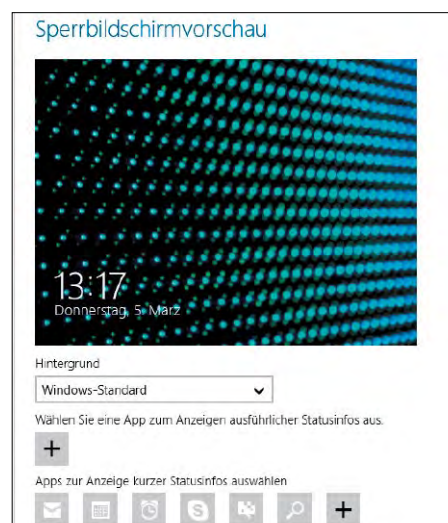 Sperrbildschirmvorschau
13:17
Donnerstag, 5. März
Hintergrund
Windows-Standard
Wählen Sie eine App zum Anzeigen ausführlicher Statusinfos aus.
Apps zur Anzeige kurzer Statusinfos auswählen